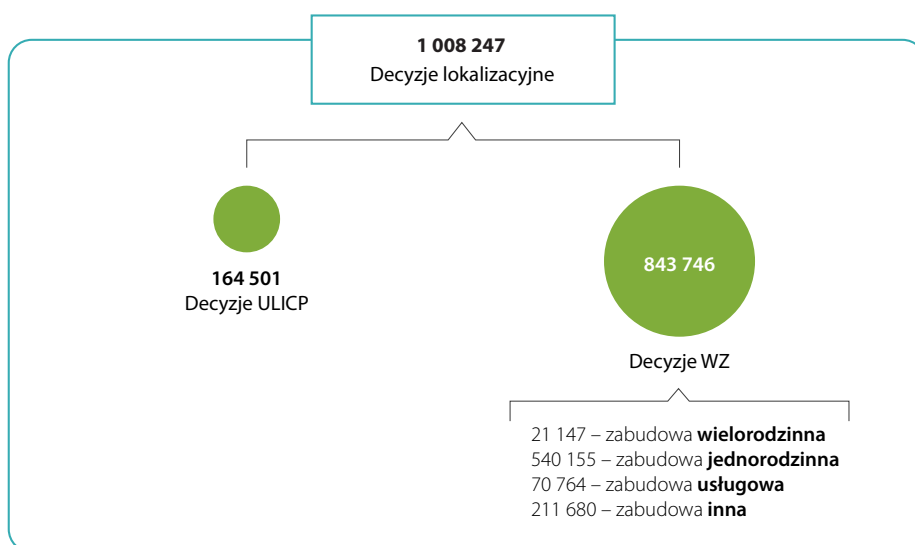 1 008 247
Decyzje lokalizacyjne
164 501
Decyzje ULICP
843 746
Decyzje WZ
21 147 – zabudowa wielorodzinna
540 155 – zabudowa jednorodzinna
70 764 – zabudowa usługowa
211 680 – zabudowa inna